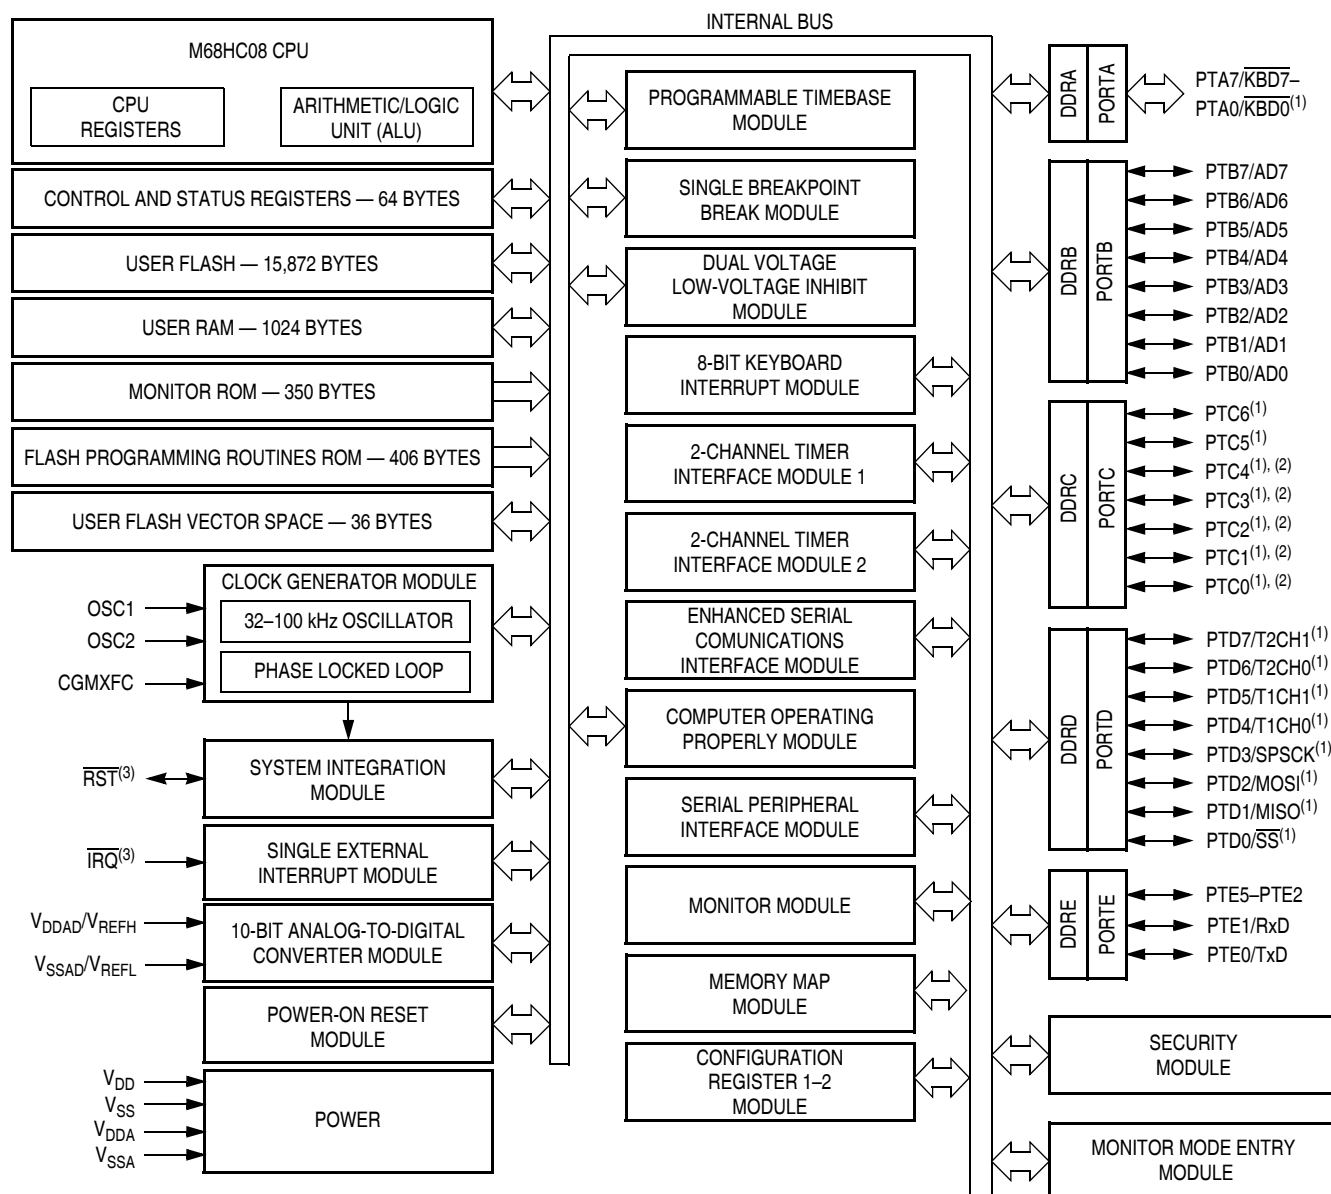 INTERNAL BUS
M68HC08 CPU
CPU
REGISTERS
ARITHMETIC/LOGIC
UNIT (ALU)
CONTROL AND STATUS REGISTERS — 64 BYTES
USER FLASH — 15,872 BYTES
USER RAM — 1024 BYTES
MONITOR ROM — 350 BYTES
FLASH PROGRAMMING ROUTINES ROM — 406 BYTES
USER FLASH VECTOR SPACE — 36 BYTES
CLOCK GENERATOR MODULE
32–100 kHz OSCILLATOR
PHASE LOCKED LOOP
OSC1
OSC2
CGMXFC
SYSTEM INTEGRATION
MODULE
RST(3)
SINGLE EXTERNAL
INTERRUPT MODULE
IRQ(3)
10-BIT ANALOG-TO-DIGITAL
CONVERTER MODULE
VDDAD/VREFH
VSSAD/VREFL
POWER-ON RESET
MODULE
POWER
VDD
VSS
VDDA
VSSA
PROGRAMMABLE TIMEBASE
MODULE
SINGLE BREAKPOINT
BREAK MODULE
DUAL VOLTAGE
LOW-VOLTAGE INHIBIT
MODULE
8-BIT KEYBOARD
INTERRUPT MODULE
2-CHANNEL TIMER
INTERFACE MODULE 1
2-CHANNEL TIMER
INTERFACE MODULE 2
ENHANCED SERIAL
COMUNICATIONS
INTERFACE MODULE
COMPUTER OPERATING
PROPERLY MODULE
SERIAL PERIPHERAL
INTERFACE MODULE
MONITOR MODULE
MEMORY MAP
MODULE
CONFIGURATION
REGISTER 1–2
MODULE
DDRA
PORTA
PTA7/KBD7–
PTA0/KBD0(1)
DDRB
PORTB
PTB7/AD7
PTB6/AD6
PTB5/AD5
PTB4/AD4
PTB3/AD3
PTB2/AD2
PTB1/AD1
PTB0/AD0
DDRC
PORTC
PTC6(1)
PTC5(1)
PTC4(1), (2)
PTC3(1), (2)
PTC2(1), (2)
PTC1(1), (2)
PTC0(1), (2)
DDRD
PORTD
PTD7/T2CH1(1)
PTD6/T2CH0(1)
PTD5/T1CH1(1)
PTD4/T1CH0(1)
PTD3/SPSCK(1)
PTD2/MOSI(1)
PTD1/MISO(1)
PTD0/SS(1)
DDRE
PORTE
PTE5–PTE2
PTE1/RxD
PTE0/TxD
SECURITY
MODULE
MONITOR MODE ENTRY
MODULE